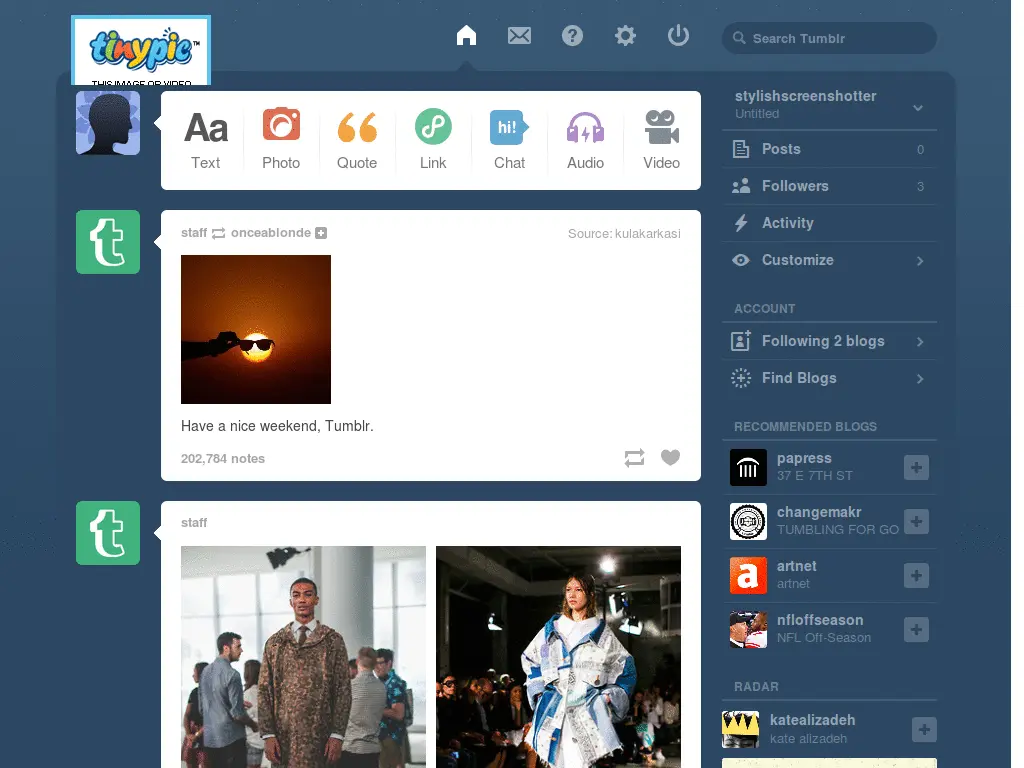 tinypic™
THIS IMAGE OR VIDEO
Search Tumblr
Aa
hi!
Text
Photo
Quote
Link
Chat
Audio
Video
staff onceablonde
Source: kulakarkasi
Have a nice weekend, Tumblr.
202,784 notes
staff
stylishscreenshotter
Untitled
Posts 0
Followers 3
Activity
Customize
ACCOUNT
Following 2 blogs
Find Blogs
RECOMMENDED BLOGS
papress
37 E 7TH ST
changemakr
TUMBLING FOR GO
artnet
artnet
nfloffseason
NFL Off-Season
RADAR
katealizadeh
kate alizadeh